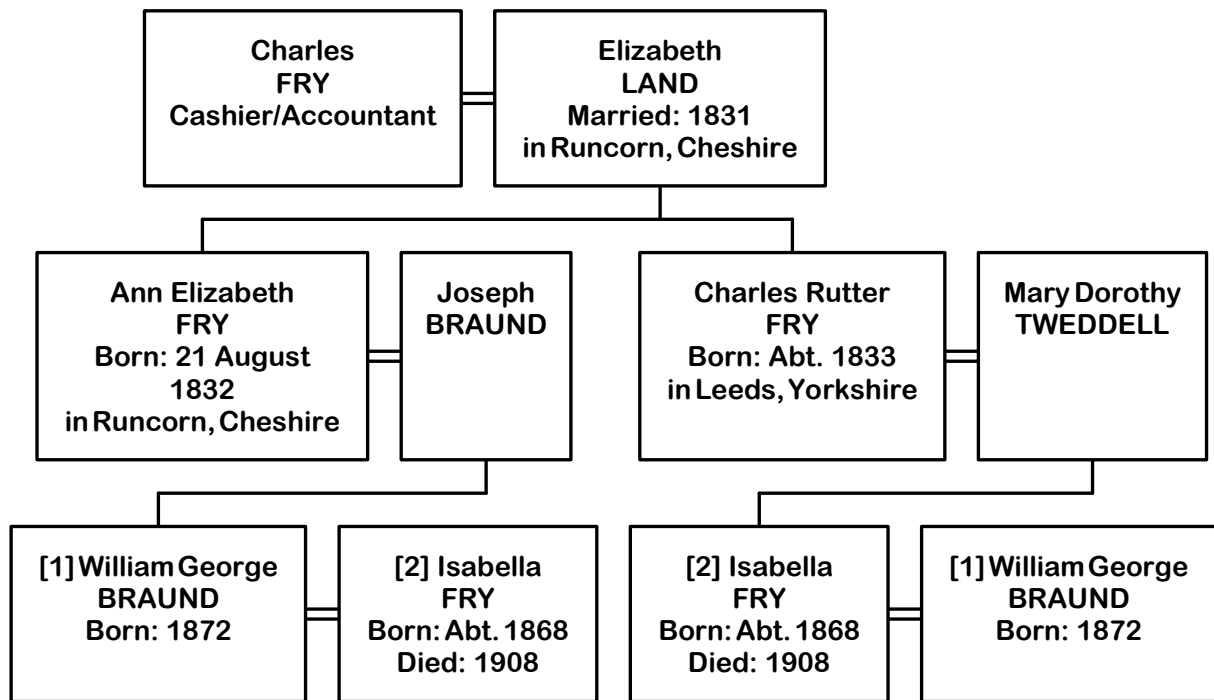 Charles
FRY
Cashier/Accountant
Elizabeth
LAND
Married: 1831
in Runcorn, Cheshire
Ann Elizabeth
FRY
Born: 21 August
1832
in Runcorn, Cheshire
Joseph
BRAUND
Charles Rutter
FRY
Born: Abt. 1833
in Leeds, Yorkshire
Mary Dorothy
TWEDDELL
[1] William George
BRAUND
Born: 1872
[2] Isabella
FRY
Born: Abt. 1868
Died: 1908
[2] Isabella
FRY
Born: Abt. 1868
Died: 1908
[1] William George
BRAUND
Born: 1872